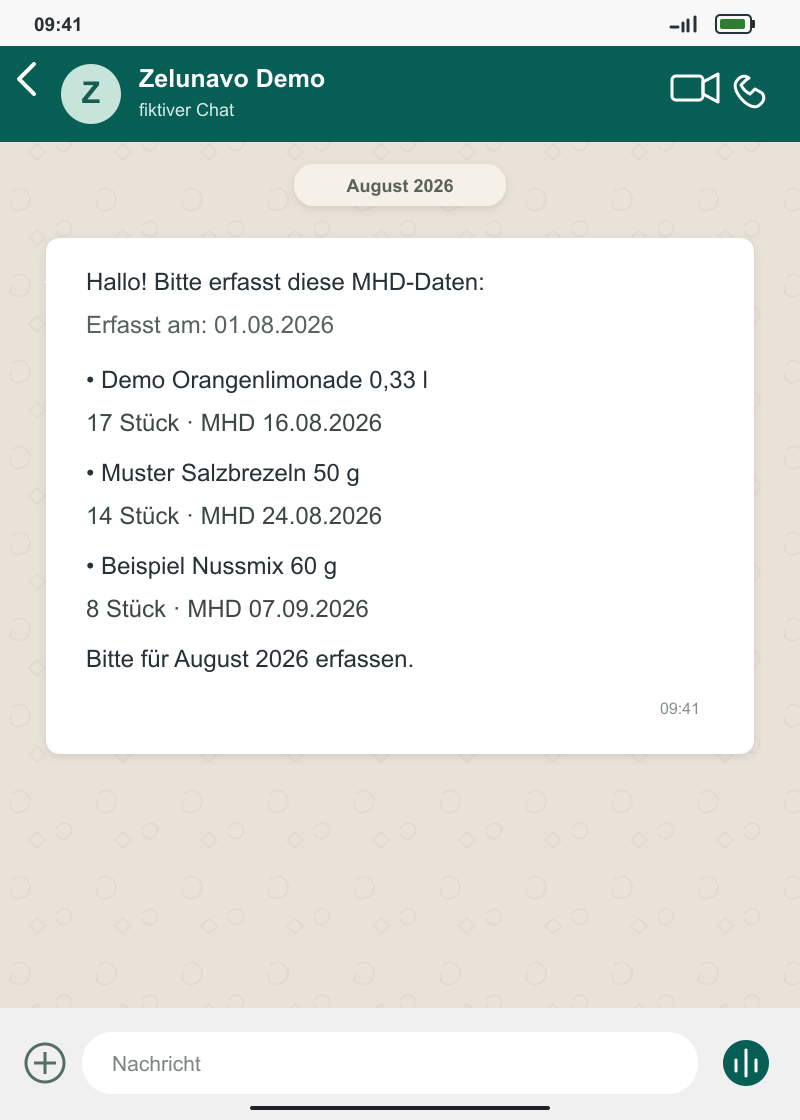 09:41
Z
Zelunavo Demo
fiktiver Chat
August 2026
Hallo! Bitte erfasst diese MHD-Daten:
Erfasst am: 01.08.2026
• Demo Orangenlimonade 0,33 l
17 Stück · MHD 16.08.2026
• Muster Salzbrezeln 50 g
14 Stück · MHD 24.08.2026
• Beispiel Nussmix 60 g
8 Stück · MHD 07.09.2026
Bitte für August 2026 erfassen.
09:41
Nachricht